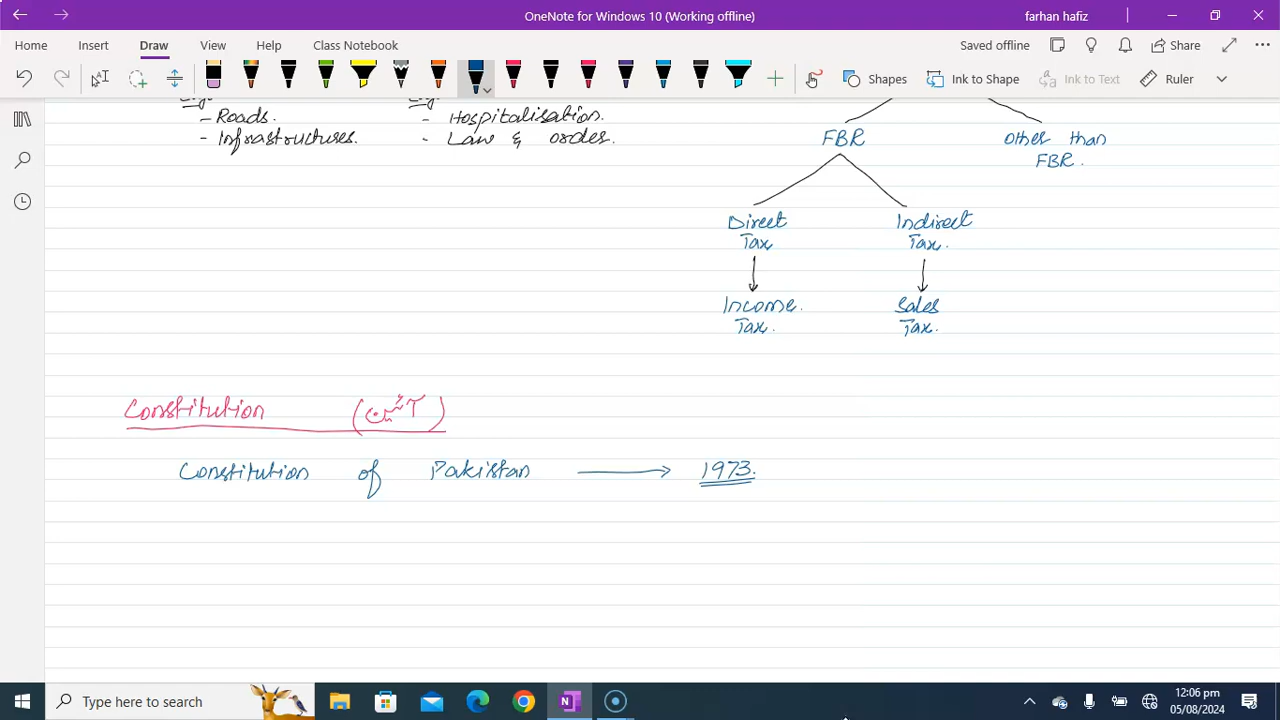 OneNote for Windows 10 (Working offline)
farhan hafiz
Home Insert Draw View Help Class Notebook
Saved offline
Share
Shapes
Ink to Shape
Ink to Text
Ruler
- Roads.
- Infrastructures.
- Hospitalisation.
- Law & order.
FBR
Other than
FBR.
Direct
Tax
Indirect
Tax.
Income.
Tax.
Sales
Tax.
Constitution (آئین)
Constitution of Pakistan → 1973.
Type here to search
12:06 pm
05/08/2024